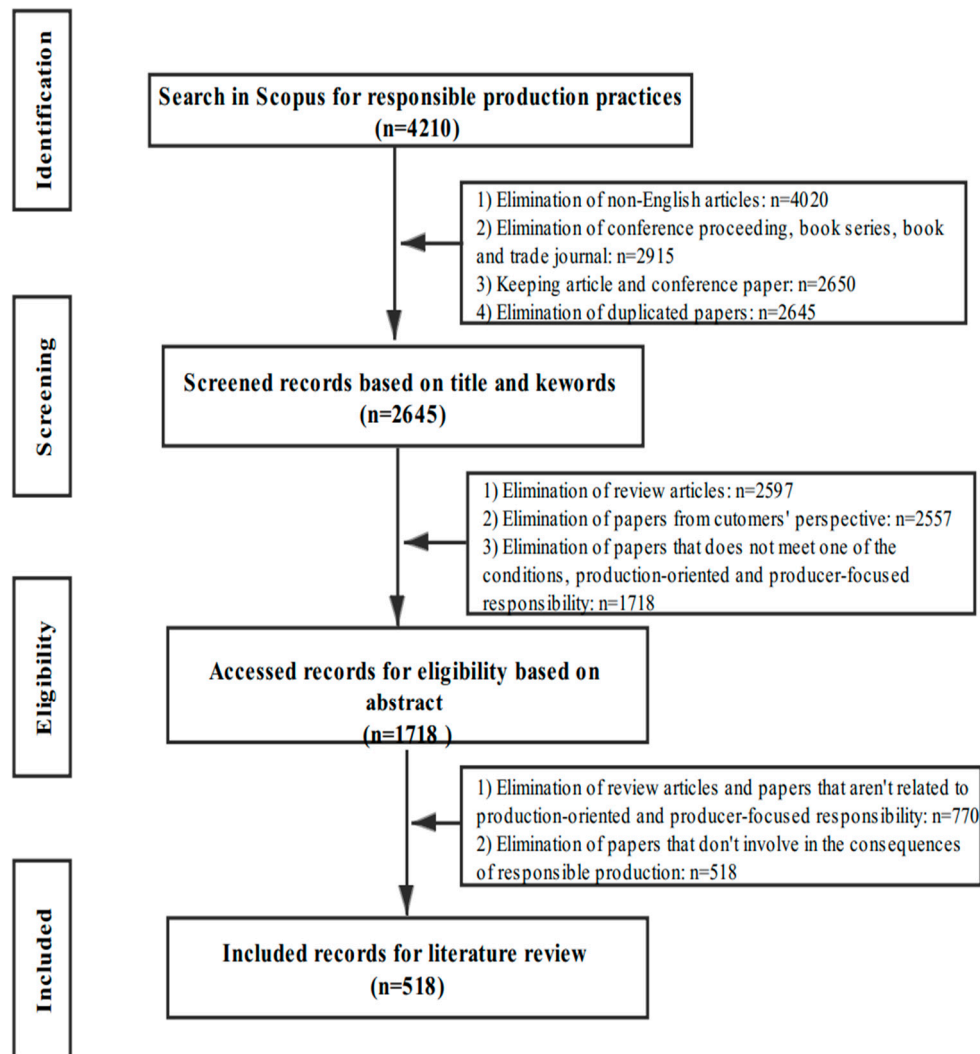 Identification
Search in Scopus for responsible production practices
(n=4210)
1) Elimination of non-English articles: n=4020
2) Elimination of conference proceeding, book series, book
and trade journal: n=2915
3) Keeping article and conference paper: n=2650
4) Elimination of duplicated papers: n=2645
Screening
Screened records based on title and kewords
(n=2645)
1) Elimination of review articles: n=2597
2) Elimination of papers from cutomers' perspective: n=2557
3) Elimination of papers that does not meet one of the
conditions, production-oriented and producer-focused
responsibility: n=1718
Eligibility
Accessed records for eligibility based on
abstract
(n=1718 )
1) Elimination of review articles and papers that aren't related to
production-oriented and producer-focused responsibility: n=770
2) Elimination of papers that don't involve in the consequences
of responsible production: n=518
Included
Included records for literature review
(n=518)